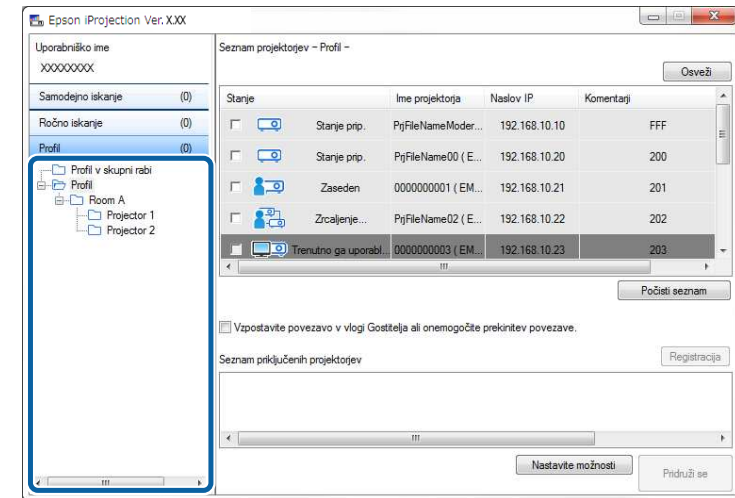 Epson iProjection Ver. X.XX
Uporabniško ime
XXXXXXXX
Samodejno iskanje (0)
Ročno iskanje (0)
Profil (0)
Profil v skupni rabi
Profil
Room A
Projector 1
Projector 2
Seznam projektorjev – Profil –
Osveži
Stanje Ime projektorja Naslov IP Komentarji
Stanje prip. PrjFileNameModer... 192.168.10.10 FFF
Stanje prip. PrjFileName00 ( E... 192.168.10.20 200
Zaseden 0000000001 ( EM... 192.168.10.21 201
Zrcaljenje... PrjFileName02 ( E... 192.168.10.22 202
Trenutno ga uporabl... 0000000003 ( EM... 192.168.10.23 203
Počisti seznam
Vzpostavite povezavo v vlogi Gostitelja ali onemogočite prekinitev povezave.
Seznam priključenih projektorjev
Registracija
Nastavite možnosti
Pridruži se